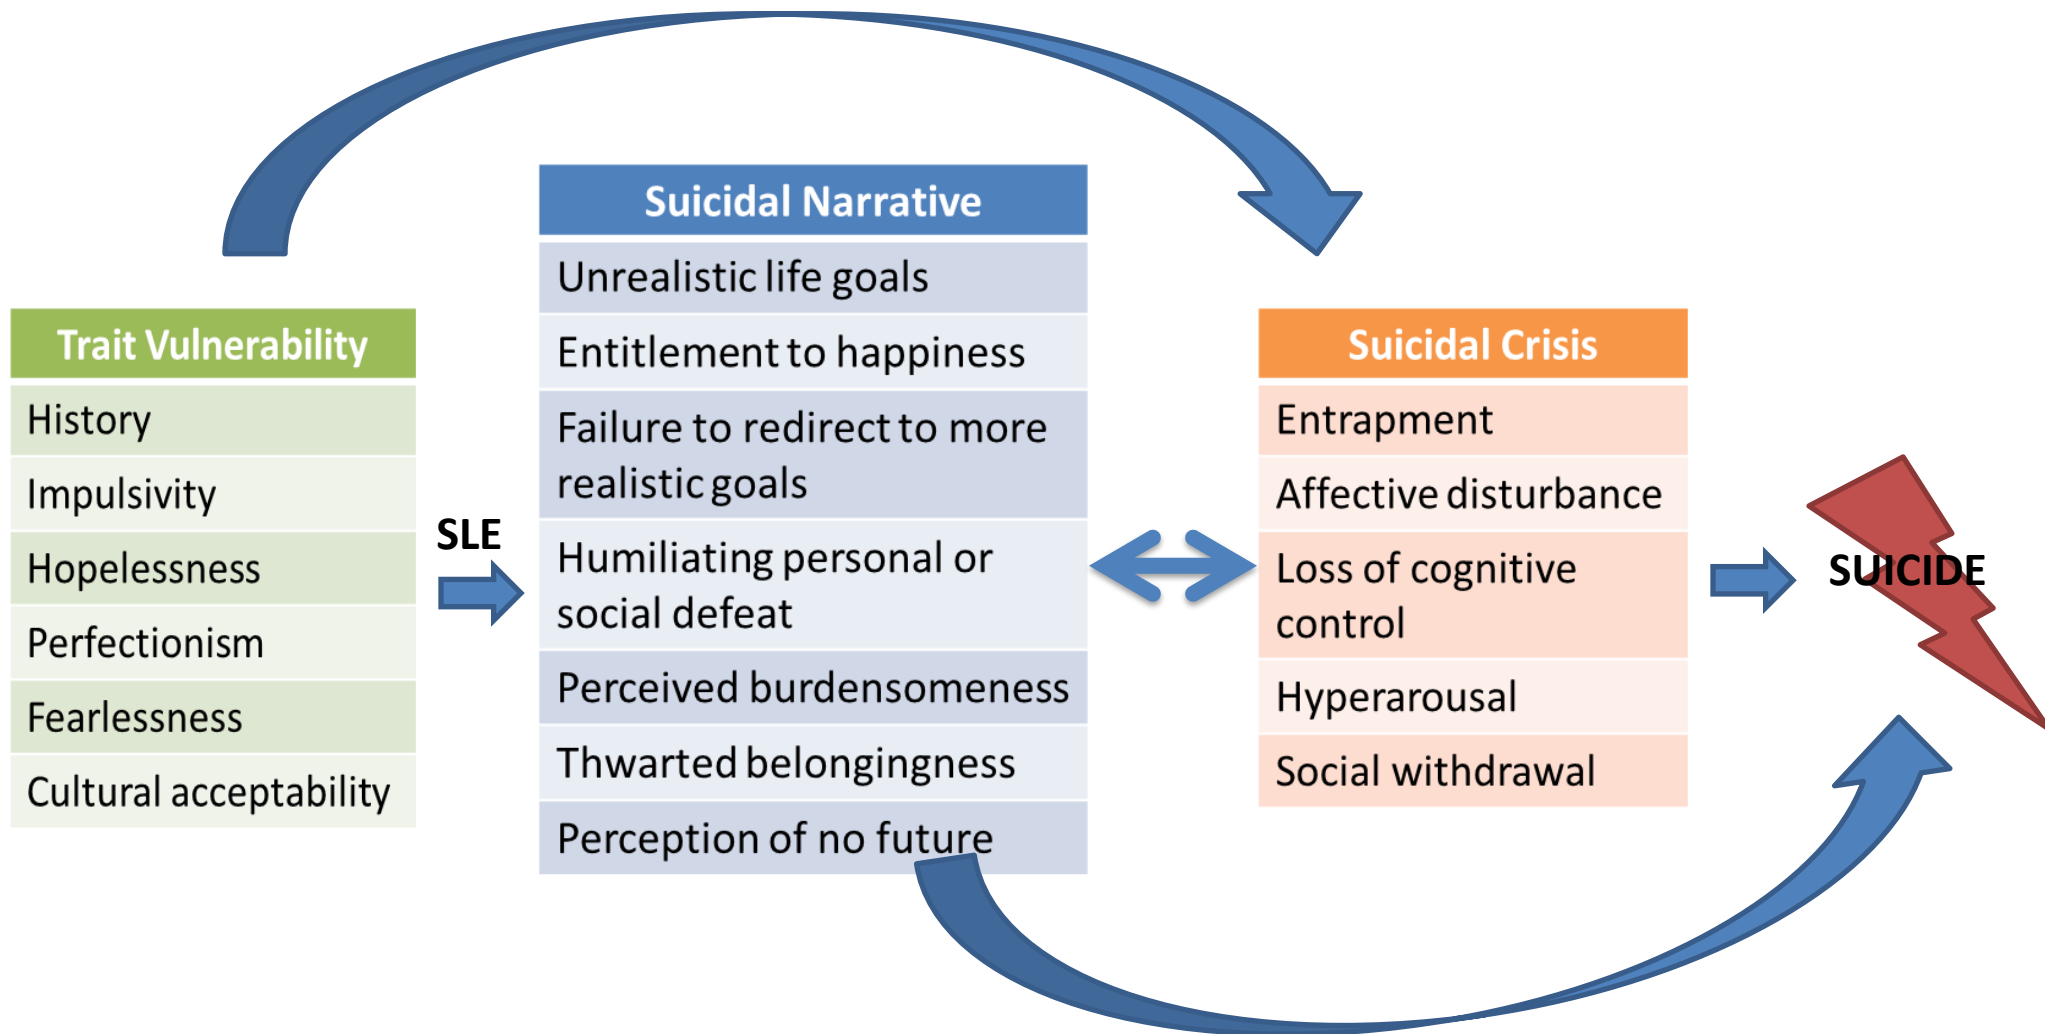 Trait Vulnerability
History
Impulsivity
Hopelessness
Perfectionism
Fearlessness
Cultural acceptability
SLE
Suicidal Narrative
Unrealistic life goals
Entitlement to happiness
Failure to redirect to more
realistic goals
Humiliating personal or
social defeat
Perceived burdensomeness
Thwarted belongingness
Perception of no future
Suicidal Crisis
Entrapment
Affective disturbance
Loss of cognitive
control
Hyperarousal
Social withdrawal
SUICIDE